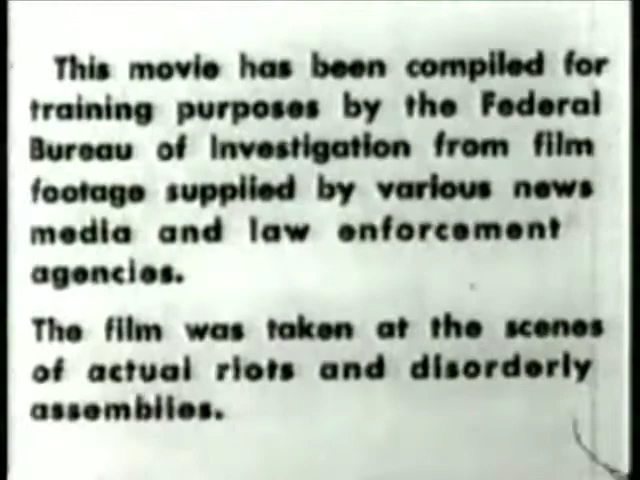 This movie has been compiled for
training purposes by the Federal
Bureau of Investigation from film
footage supplied by various news
media and law enforcement
agencies.
The film was taken at the scenes
of actual riots and disorderly
assemblies.